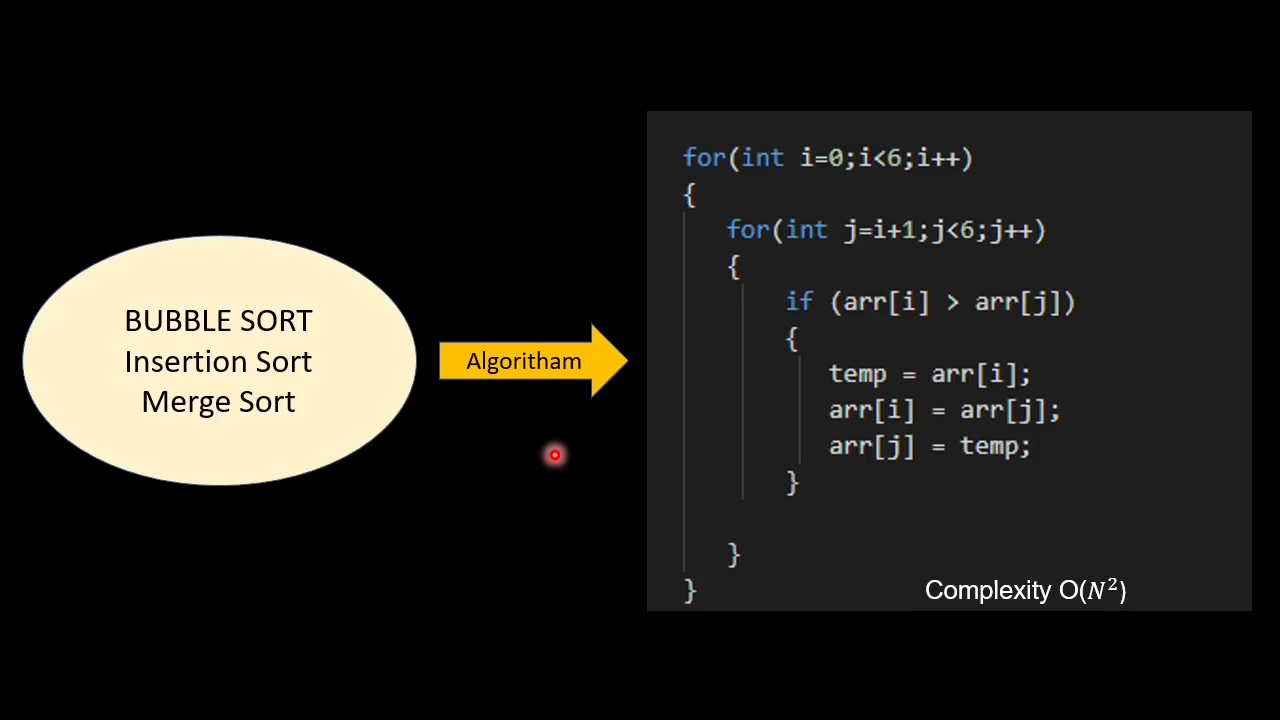 BUBBLE SORT
Insertion Sort
Merge Sort
Algoritham
for(int i=0;i<6;i++)
{
for(int j=i+1;j<6;j++)
{
if (arr[i] > arr[j])
{
temp = arr[i];
arr[i] = arr[j];
arr[j] = temp;
}
}
}
Complexity O(N²)